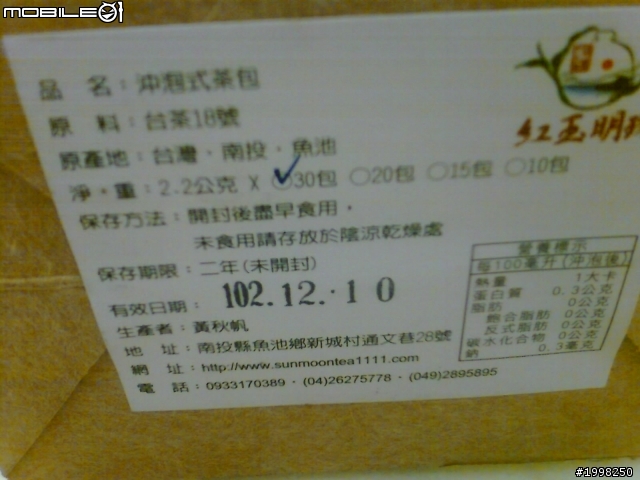 MOBILE01
品 名：沖泡式茶包
原 料：台茶18號
原產地：台灣．南投．魚池
淨．重：2.2公克 X ✓○30包 ○20包 ○15包 ○10包
保存方法：開封後盡早食用，
未食用請存放於陰涼乾燥處
保存期限：二年(未開封)
有效日期：102.12.10
生產者：黃秋帆
地 址：南投縣魚池鄉新城村通文巷28號
網 址：http://www.sunmoontea1111.com
電 話：0933170389．(04)26275778．(049)2895895
紅玉明
營養標示
每100毫升(沖泡後)
熱量 1大卡
蛋白質 0.3公克
脂肪 0公克
飽合脂肪 0公克
反式脂肪 0公克
碳水化合物 0公克
鈉 0.3毫克
#1998250